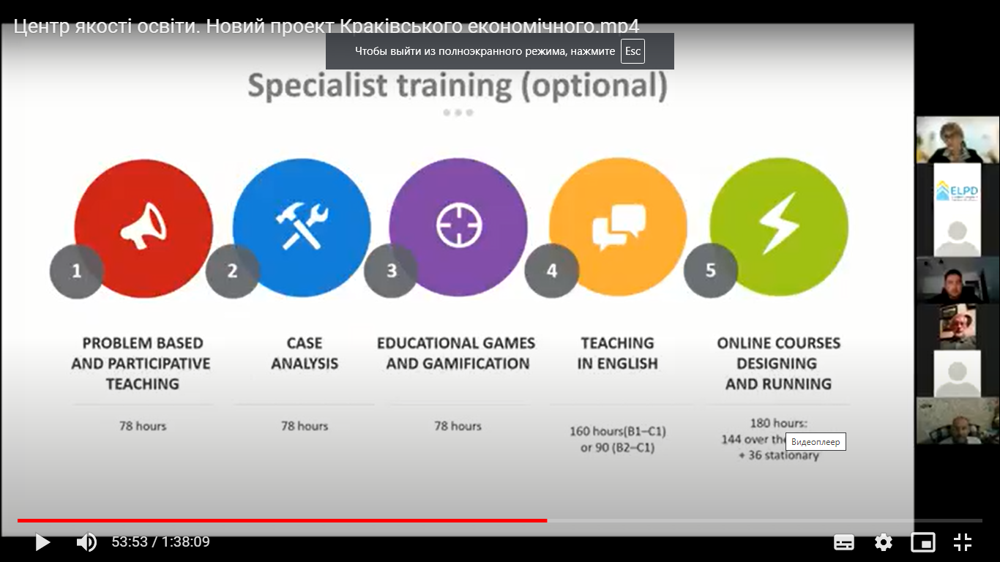 Центр якості освіти. Новий проект Краківського економічного.mp4
Чтобы выйти из полноэкранного режима, нажмите Esc
Specialist training (optional)
ELPD
1
2
3
4
5
PROBLEM BASED
AND PARTICIPATIVE
TEACHING
78 hours
CASE
ANALYSIS
78 hours
EDUCATIONAL GAMES
AND GAMIFICATION
78 hours
TEACHING
IN ENGLISH
160 hours(B1–C1)
or 90 (B2–C1)
ONLINE COURSES
DESIGNING
AND RUNNING
180 hours:
144 over the
+ 36 stationary
Видеоплеер
53:53 / 1:38:09